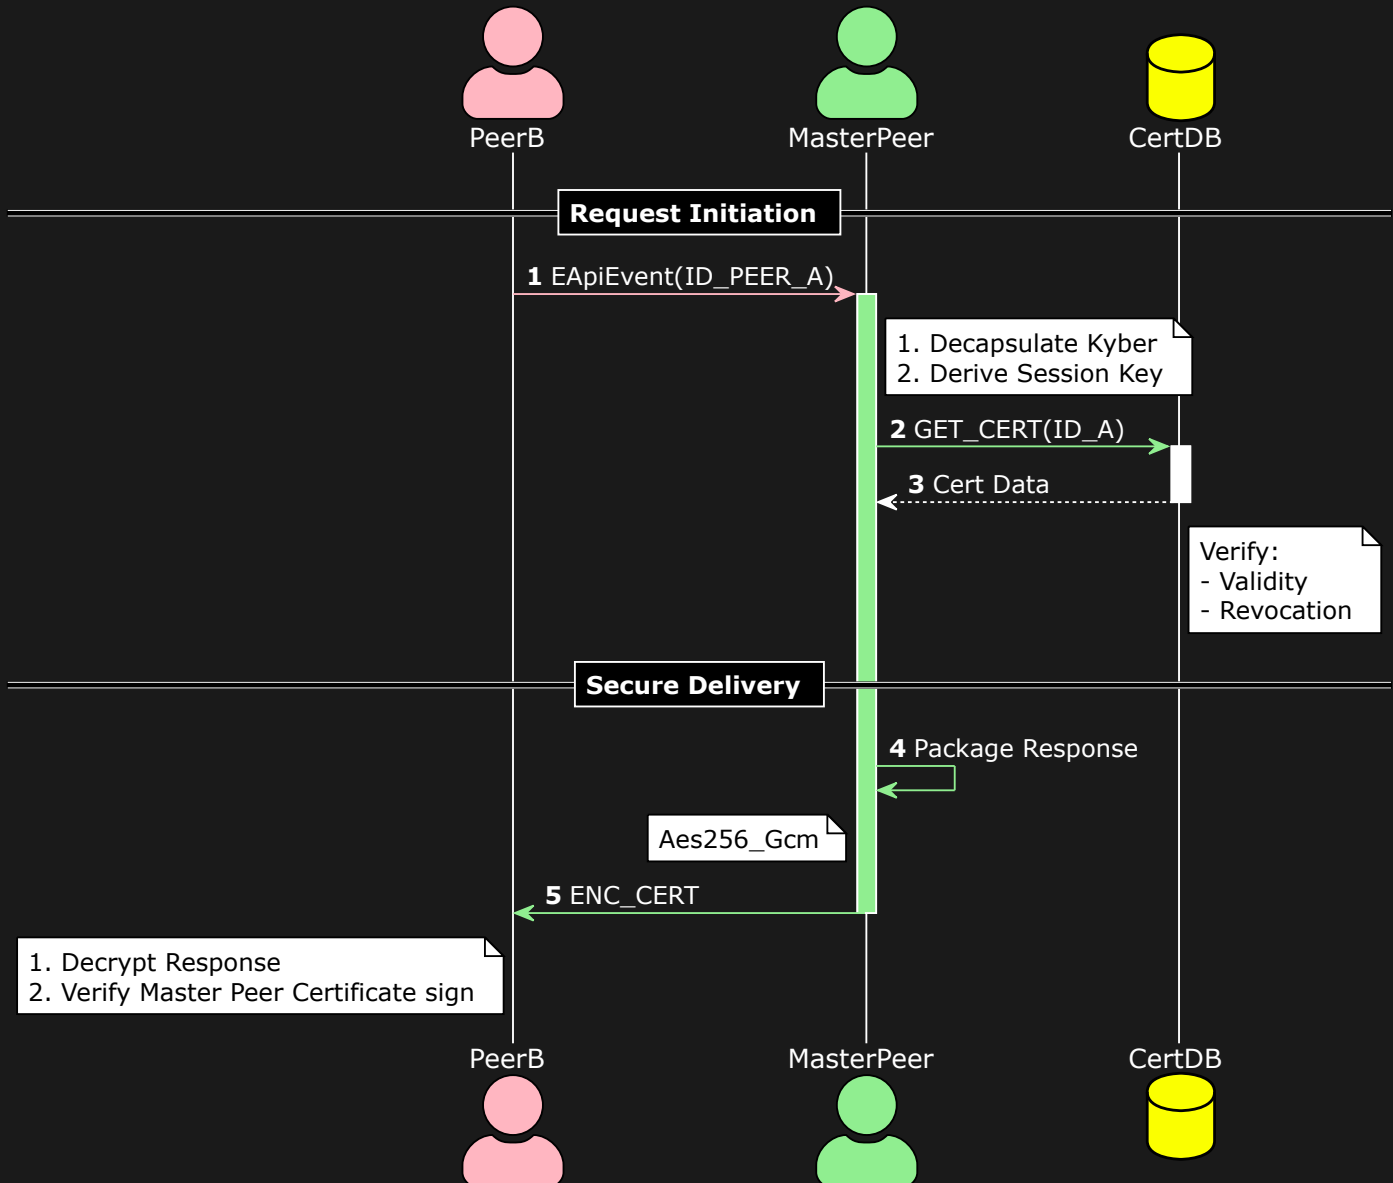 PeerB
MasterPeer
CertDB
Request Initiation
1 EApiEvent(ID_PEER_A)
1. Decapsulate Kyber
2. Derive Session Key
2 GET_CERT(ID_A)
3 Cert Data
Verify:
- Validity
- Revocation
Secure Delivery
4 Package Response
Aes256_Gcm
5 ENC_CERT
1. Decrypt Response
2. Verify Master Peer Certificate sign
PeerB
MasterPeer
CertDB